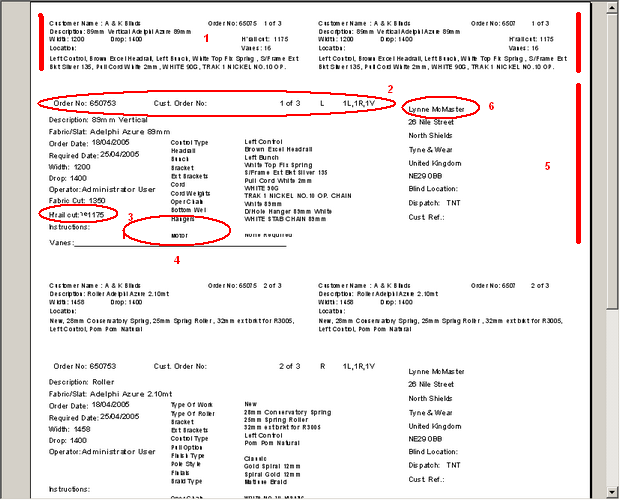 Customer Name : A & K Blinds Order No: 65075 1 of 3 Customer Name : A & K Blinds Order No: 6507 1 of 3
Description: 89mm Vertical Adelphi Azure 89mm Description: 89mm Vertical Adelphi Azure 89mm
Width: 1200 Drop: 1400 H'rail cut: 1175 Width: 1200 Drop: 1400 H'rail cut: 1175
1
Location: Vanes: 16 Location: Vanes: 16
Left Control, Brown Excel Headrail, Left Bunch, White Top Fix Spring , S/Frame Ext Left Control, Brown Excel Headrail, Left Bunch, White Top Fix Spring , S/Frame Ext
Bkt Silver 135, Pull Cord White 2mm , WHITE 90G, TRAK 1 NICKEL NO.10 OP. Bkt Silver 135, Pull Cord White 2mm , WHITE 90G, TRAK 1 NICKEL NO.10 OP.
2
Order No: 650753 Cust. Order No: 1 of 3 L 1L,1R,1V Lynne McMaster 6
Description: 89mm Vertical 26 Nile Street
Fabric/Slat: Adelphi Azure 89mm North Shields
Order Date: 18/04/2005 Control Type Left Control
Headrail Brown Excel Headrail Tyne & Wear
Required Date: 25/04/2005 Bunch Left Bunch
Bracket White Top Fix Spring United Kingdom 5
Width: 1200 Ext Brackets S/Frame Ext Bkt Silver 135
Drop: 1400 Cord Pull Cord White 2mm NE29 0BB
Operator: Administrator User Cord Weights WHITE 90G Blind Location:
Fabric Cut: 1350 Oper Chain TRAK 1 NICKEL NO.10 OP. CHAIN
Bottom Wei White 89mm Dispatch: TNT
H'rail cut: 1175 3 Hangers D/Hole Hanger 89mm White
WHITE STAB CHAIN 89mm Cust. Ref.:
Instructions: Motor None Required
Vanes:
4
Customer Name : A & K Blinds Order No: 65075 2 of 3 Customer Name : A & K Blinds Order No: 6507 2 of 3
Description: Roller Adelphi Azure 2.10mt Description: Roller Adelphi Azure 2.10mt
Width: 1458 Drop: 1400 Width: 1458 Drop: 1400
Location: Location:
New, 28mm Conservatory Spring, 25mm Spring Roller , 32mm ext brkt for R3005, New, 28mm Conservatory Spring, 25mm Spring Roller , 32mm ext brkt for R3005,
Left Control, Pom Pom Natural Left Control, Pom Pom Natural
Order No: 650753 Cust. Order No: 2 of 3 R 1L,1R,1V Lynne McMaster
Description: Roller 26 Nile Street
Fabric/Slat: Adelphi Azure 2.10mt North Shields
Order Date: 18/04/2005 Type Of Work New
Type Of Roller 28mm Conservatory Spring Tyne & Wear
Required Date: 25/04/2005 Bracket 25mm Spring Roller
Width: 1458 Ext Brackets 32mm ext brkt for R3005 United Kingdom
Drop: 1400 Control Type Left Control NE29 0BB
Pull Option Pom Pom Natural
Operator: Administrator User Finish Type Blind Location:
Pole Style Classic
Finials Gold Spiral 12mm Dispatch: TNT
Braid Type Spiral Gold 12mm
Matisse Braid Cust. Ref.:
Instructions: